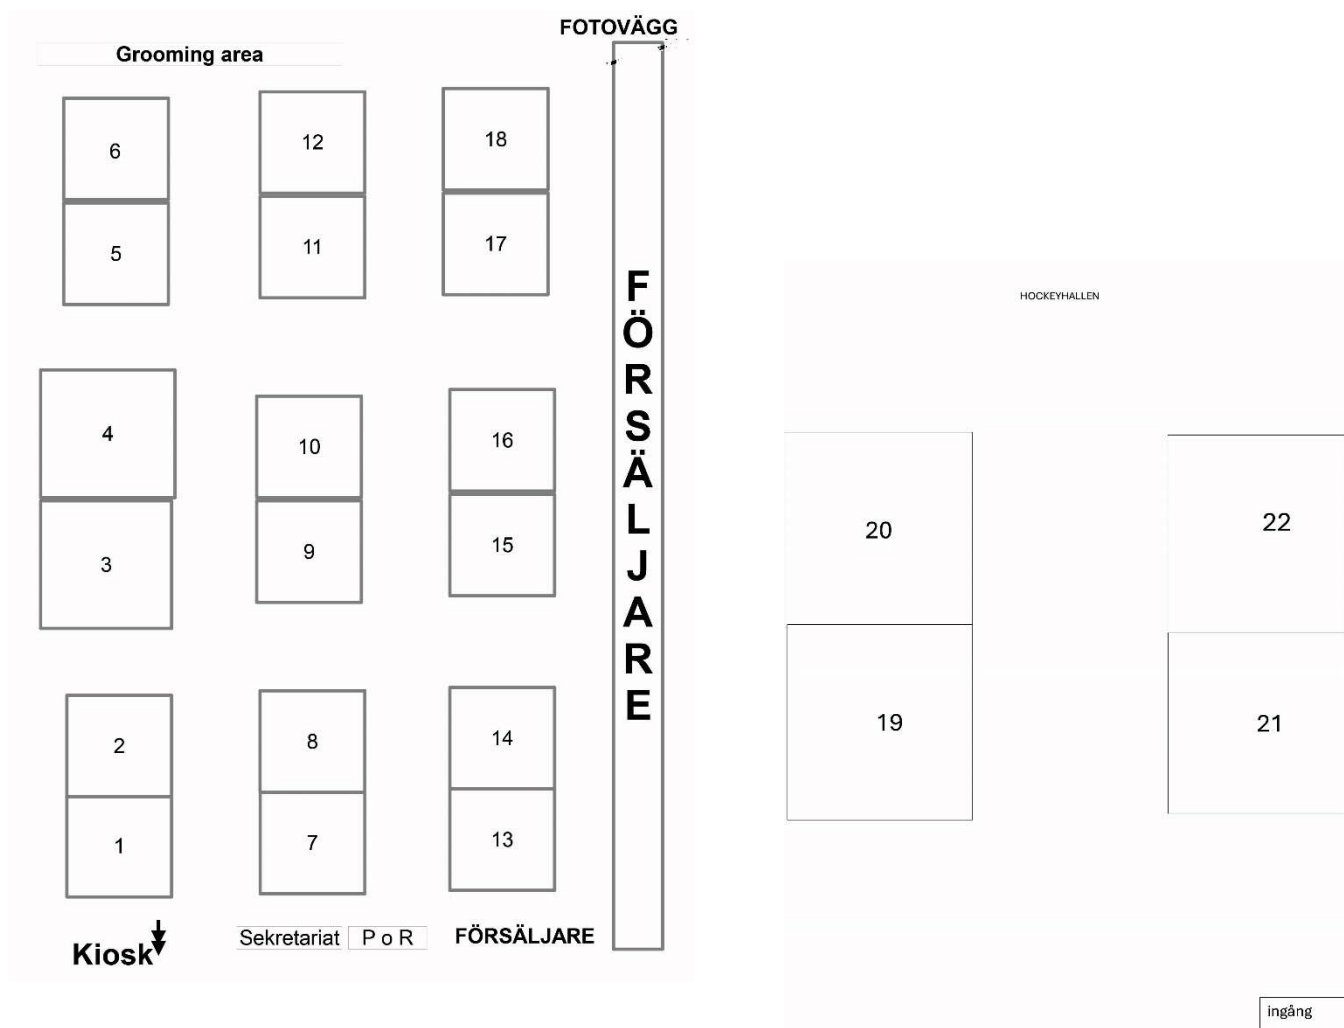 FOTOVÄGG
Grooming area
6 12 18
5 11 17
FÖRSÄLJARE
4 10 16
3 9 15
2 8 14
1 7 13
Kiosk
Sekretariat P o R FÖRSÄLJARE
HOCKEYHALLEN
20 22
19 21
ingång